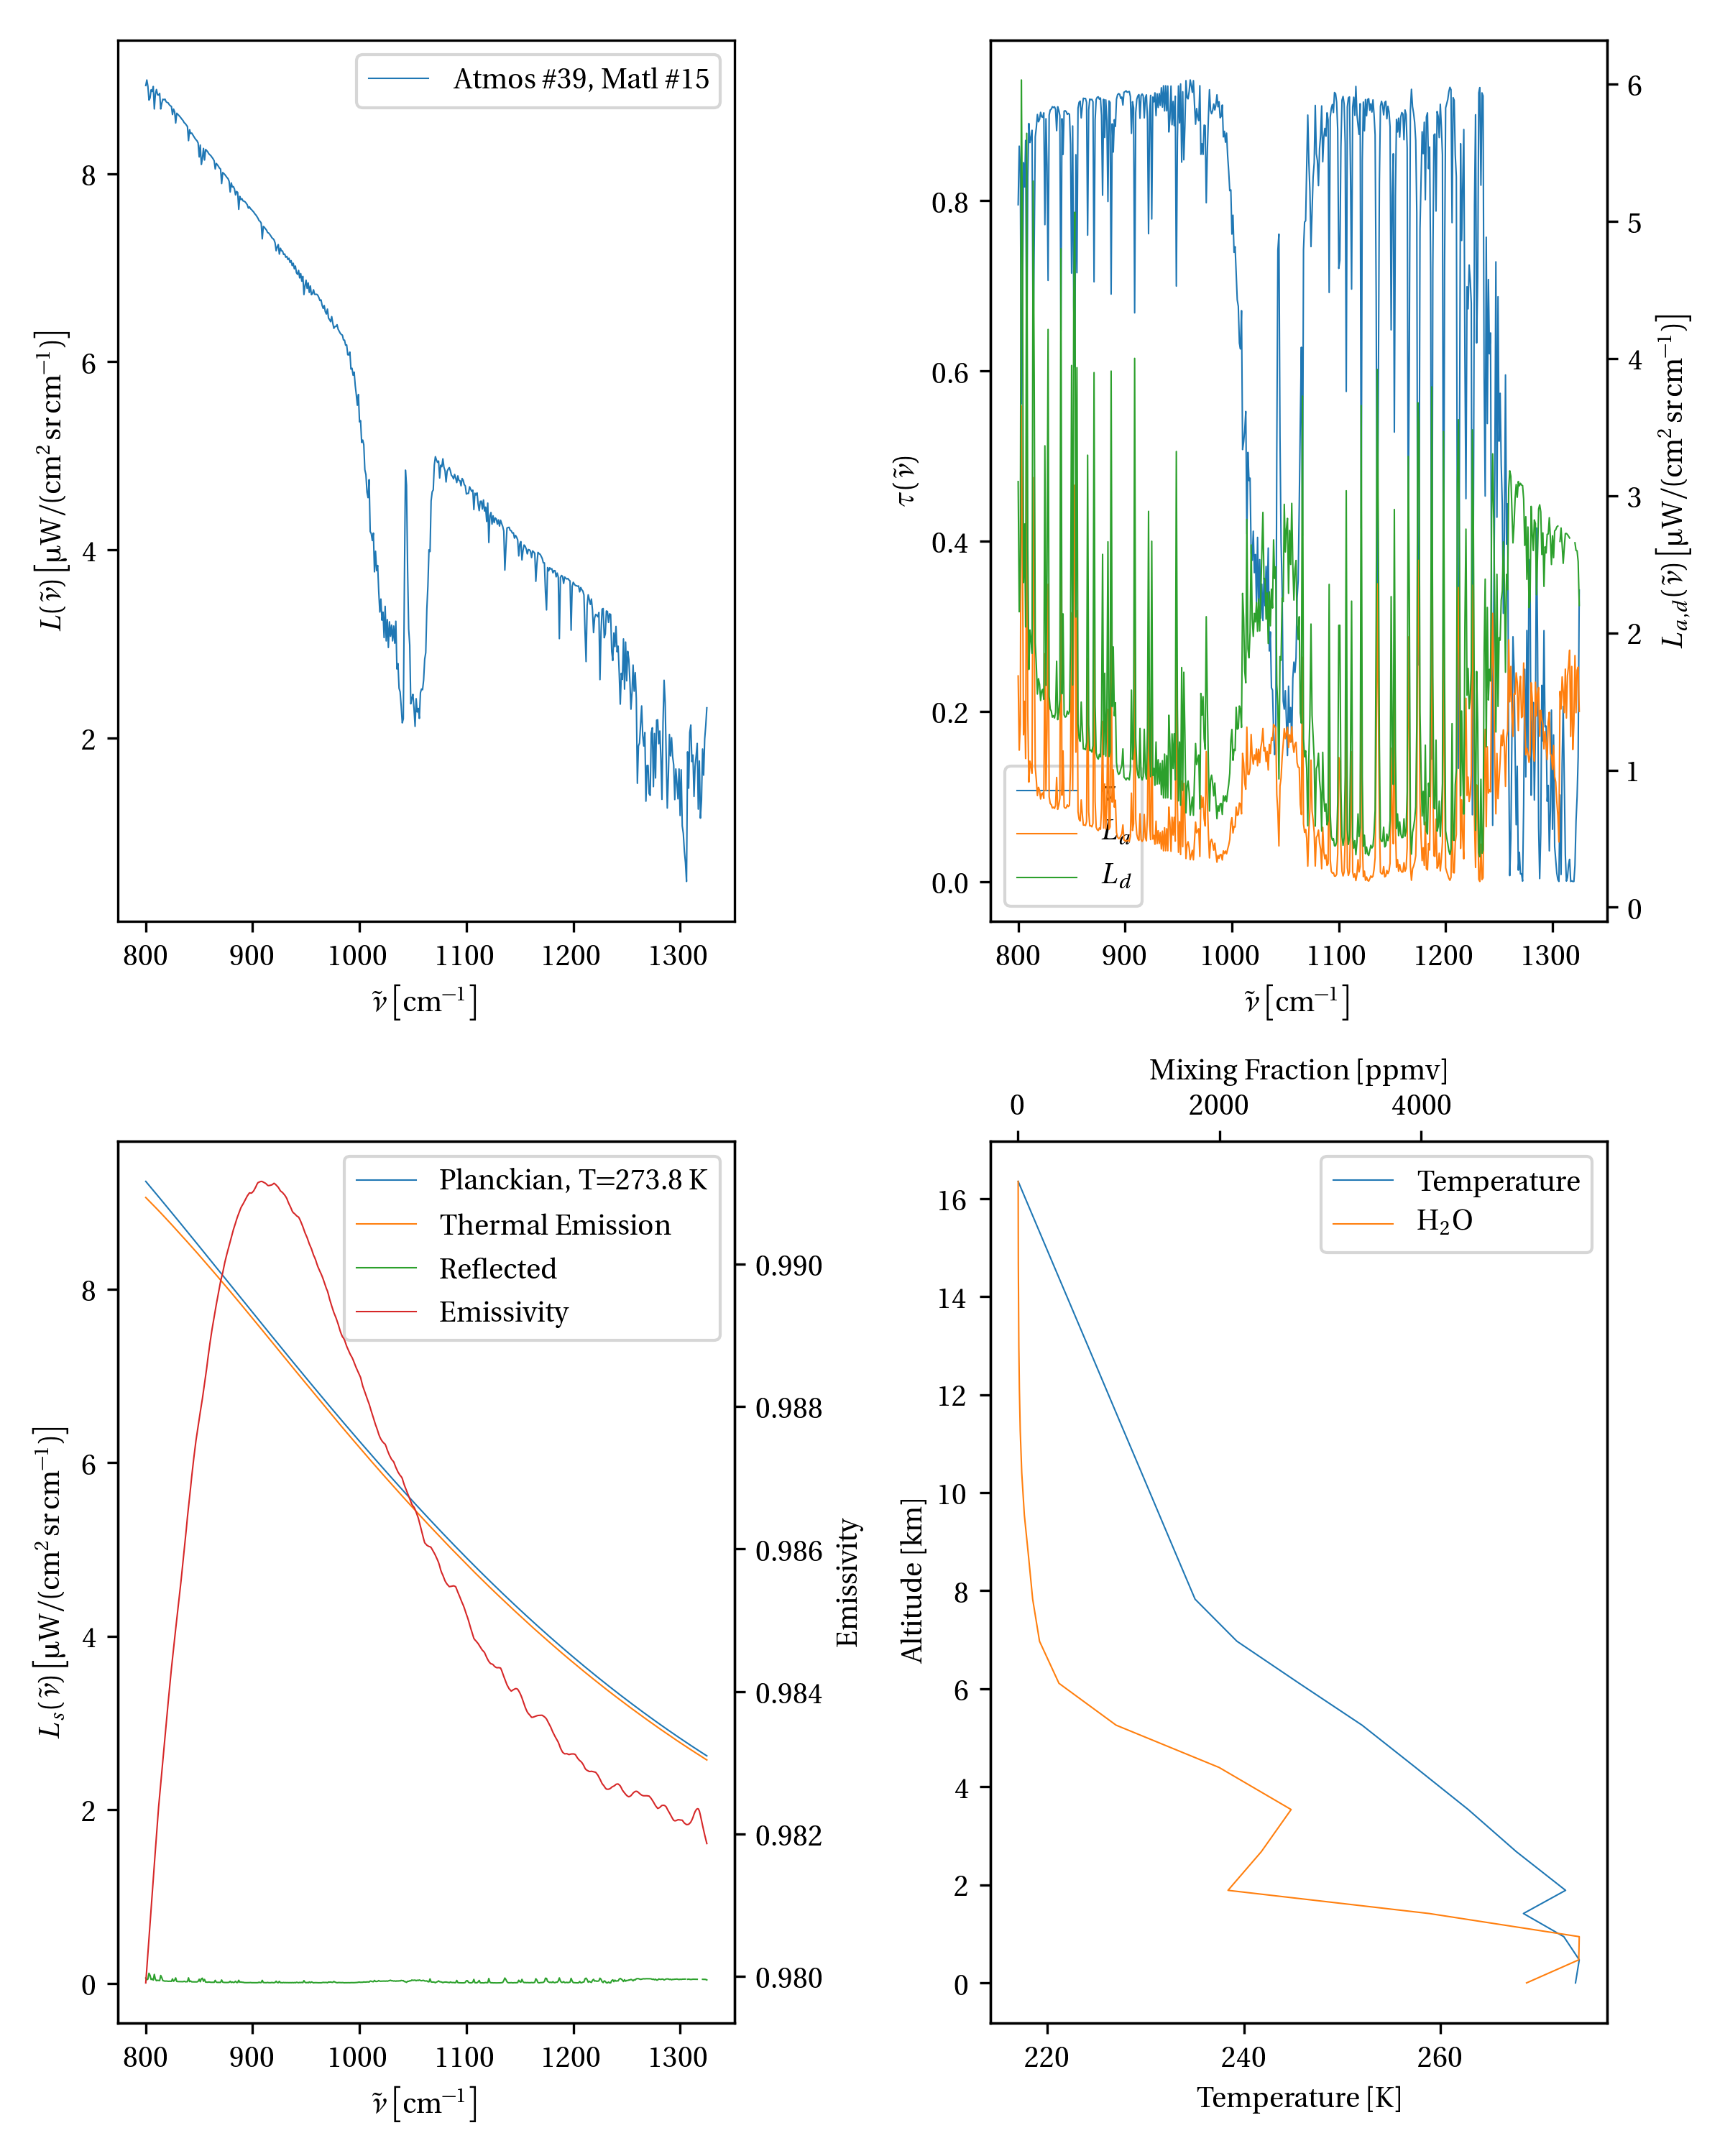 Atmos #39, Matl #15
8
6
4
2
L(ν̃) [µW/(cm² sr cm⁻¹)]
800 900 1000 1100 1200 1300
ν̃ [cm⁻¹]
0.8
0.6
0.4
0.2
0.0
τ(ν̃)
τ
Lₐ
L_d
6
5
4
3
2
1
0
L_{a,d}(ν̃) [µW/(cm² sr cm⁻¹)]
800 900 1000 1100 1200 1300
ν̃ [cm⁻¹]
Planckian, T=273.8 K
Thermal Emission
Reflected
Emissivity
8
6
4
2
0
Lₛ(ν̃) [µW/(cm² sr cm⁻¹)]
0.990
0.988
0.986
0.984
0.982
0.980
Emissivity
800 900 1000 1100 1200 1300
ν̃ [cm⁻¹]
Mixing Fraction [ppmv]
0 2000 4000
Temperature
H₂O
16
14
12
10
8
6
4
2
0
Altitude [km]
220 240 260
Temperature [K]